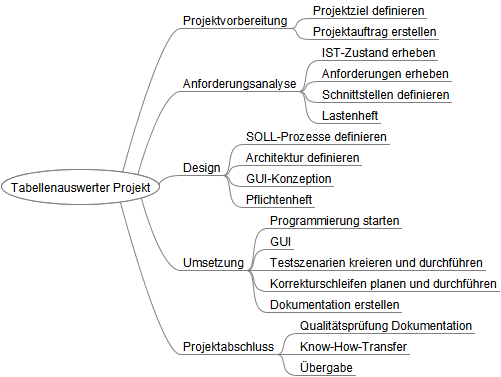 Tabellenauswerter Projekt
Projektvorbereitung
Projektziel definieren
Projektauftrag erstellen
Anforderungsanalyse
IST-Zustand erheben
Anforderungen erheben
Schnittstellen definieren
Lastenheft
Design
SOLL-Prozesse definieren
Architektur definieren
GUI-Konzeption
Pflichtenheft
Umsetzung
Programmierung starten
GUI
Testszenarien kreieren und durchführen
Korrekturschleifen planen und durchführen
Dokumentation erstellen
Projektabschluss
Qualitätsprüfung Dokumentation
Know-How-Transfer
Übergabe